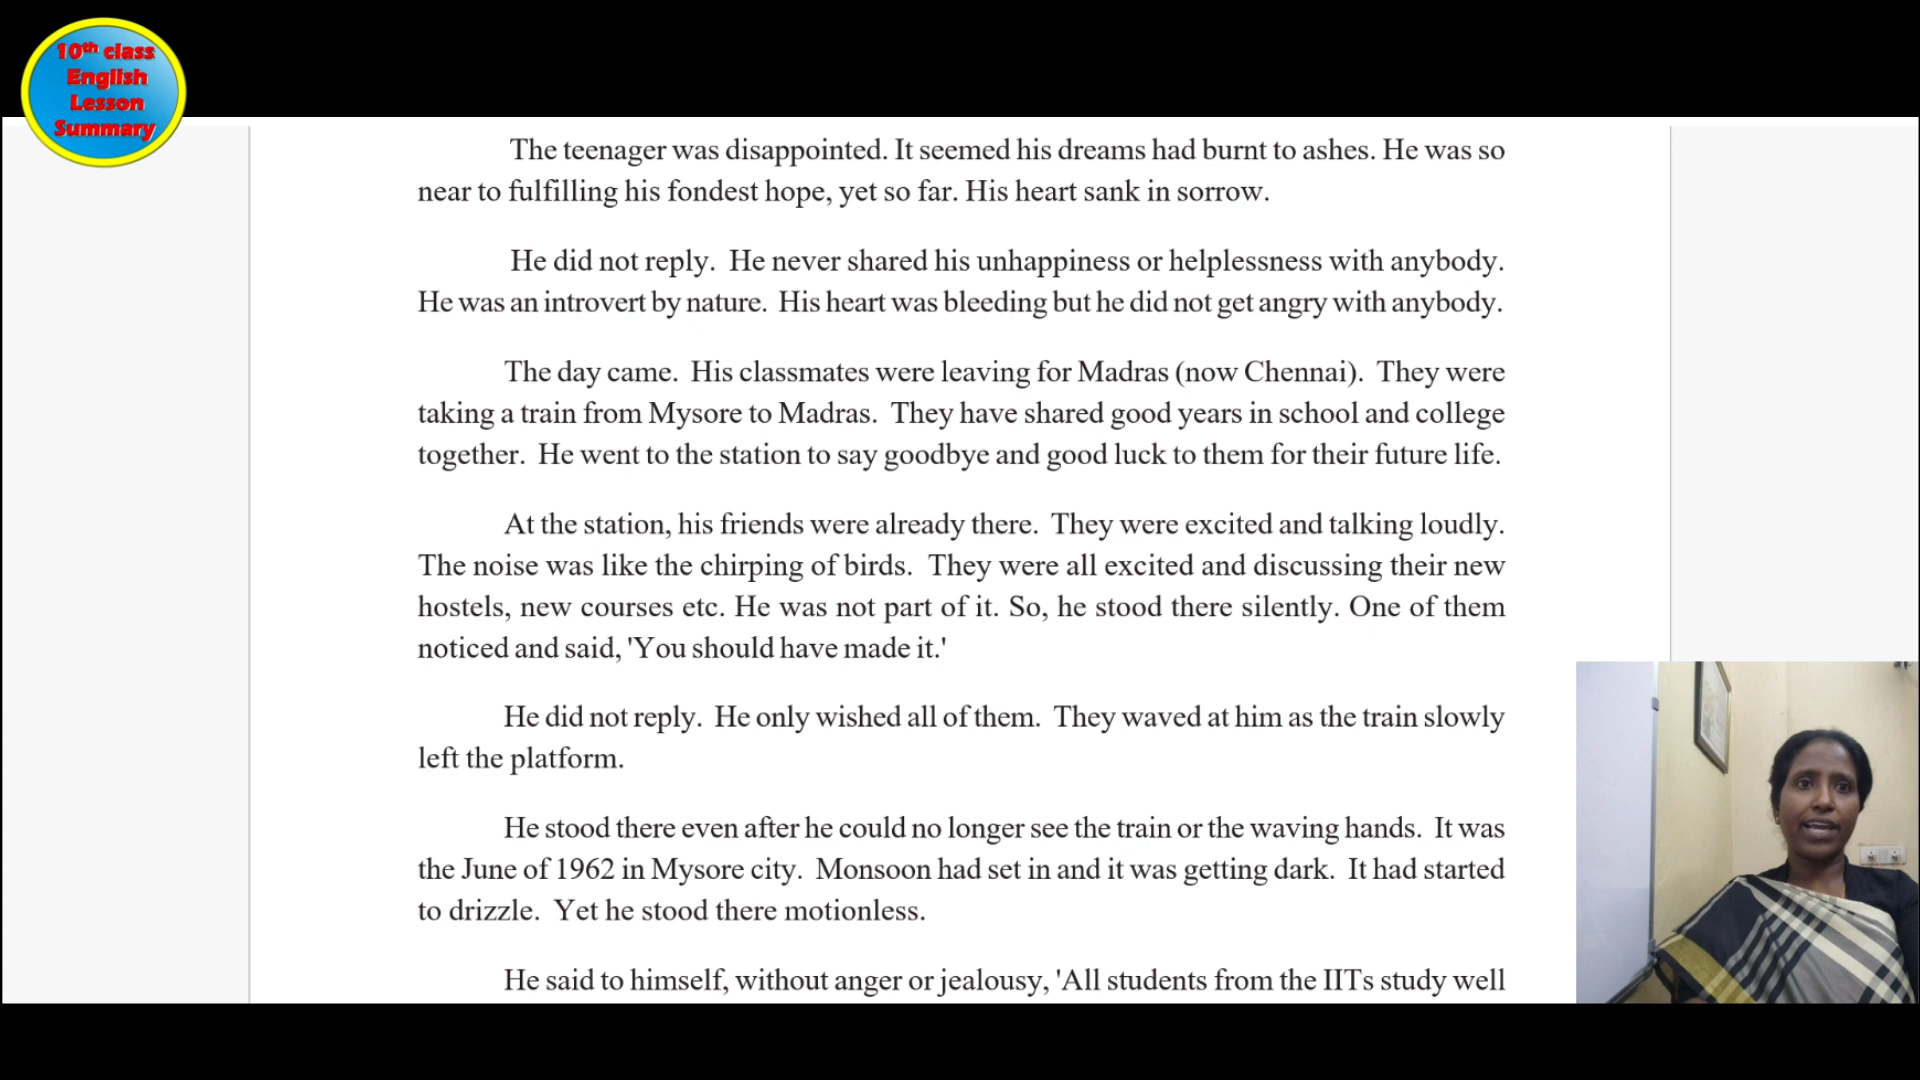 10th class
English
Lesson
Summary
The teenager was disappointed. It seemed his dreams had burnt to ashes. He was so
near to fulfilling his fondest hope, yet so far. His heart sank in sorrow.
He did not reply. He never shared his unhappiness or helplessness with anybody.
He was an introvert by nature. His heart was bleeding but he did not get angry with anybody.
The day came. His classmates were leaving for Madras (now Chennai). They were
taking a train from Mysore to Madras. They have shared good years in school and college
together. He went to the station to say goodbye and good luck to them for their future life.
At the station, his friends were already there. They were excited and talking loudly.
The noise was like the chirping of birds. They were all excited and discussing their new
hostels, new courses etc. He was not part of it. So, he stood there silently. One of them
noticed and said, 'You should have made it.'
He did not reply. He only wished all of them. They waved at him as the train slowly
left the platform.
He stood there even after he could no longer see the train or the waving hands. It was
the June of 1962 in Mysore city. Monsoon had set in and it was getting dark. It had started
to drizzle. Yet he stood there motionless.
He said to himself, without anger or jealousy, 'All students from the IITs study well